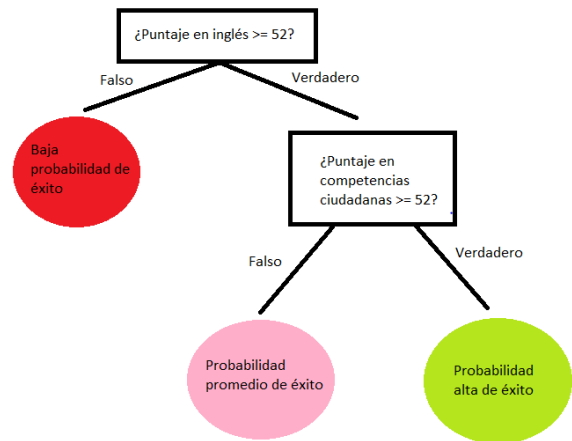 ¿Puntaje en inglés >= 52?
Falso
Verdadero
Baja
probabilidad de
éxito
¿Puntaje en
competencias
ciudadanas >= 52?
Falso
Verdadero
Probabilidad
promedio de éxito
Probabilidad
alta de éxito